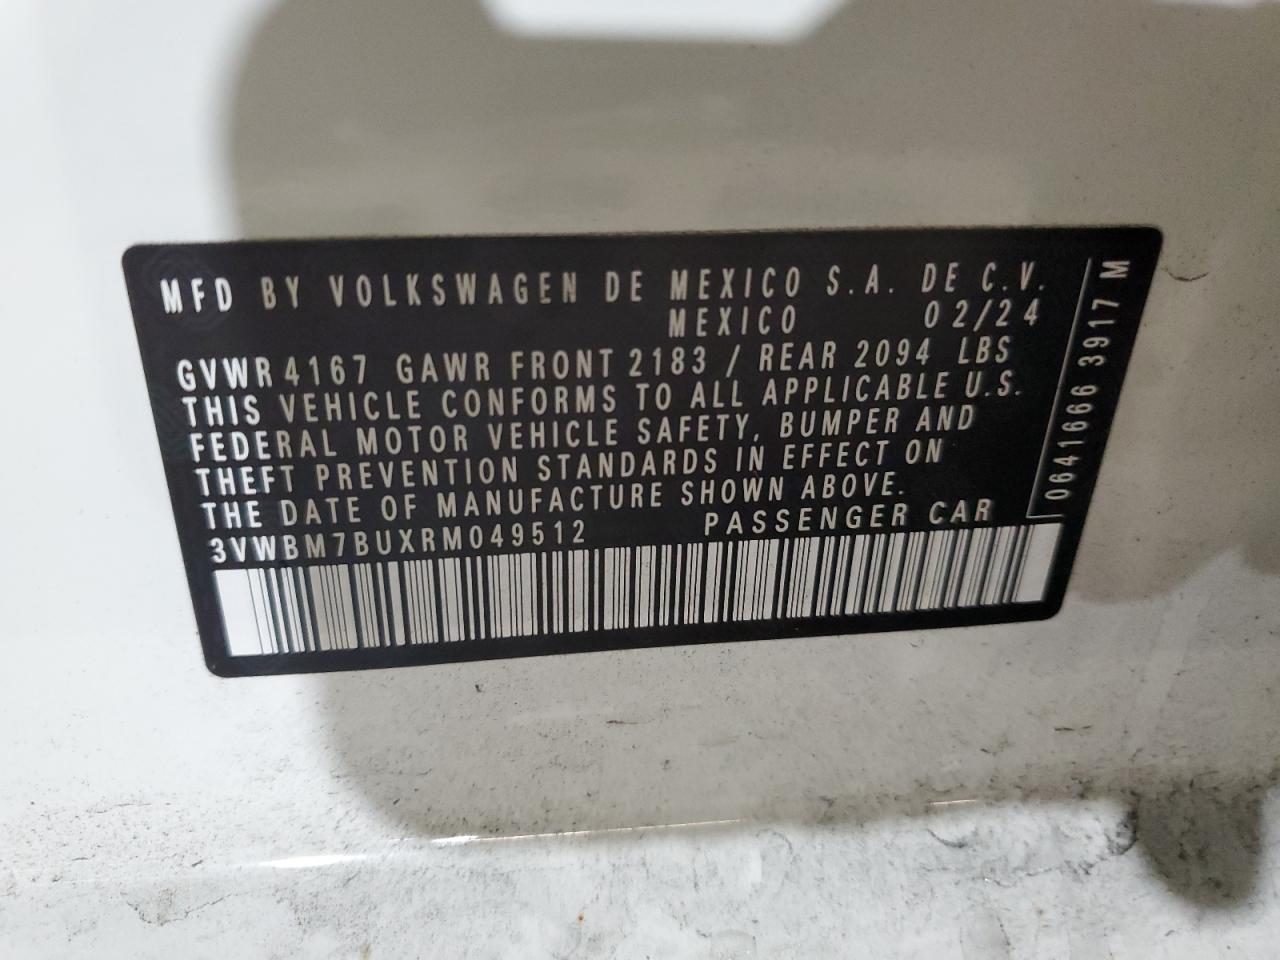 MFD BY VOLKSWAGEN DE MEXICO S.A. DE C.V.
MEXICO 02/24
GVWR 4167 GAWR FRONT 2183 / REAR 2094 LBS
THIS VEHICLE CONFORMS TO ALL APPLICABLE U.S.
FEDERAL MOTOR VEHICLE SAFETY, BUMPER AND
THEFT PREVENTION STANDARDS IN EFFECT ON
THE DATE OF MANUFACTURE SHOWN ABOVE.
3VWBM7BUXRM049512 PASSENGER CAR
0641666 3917 M